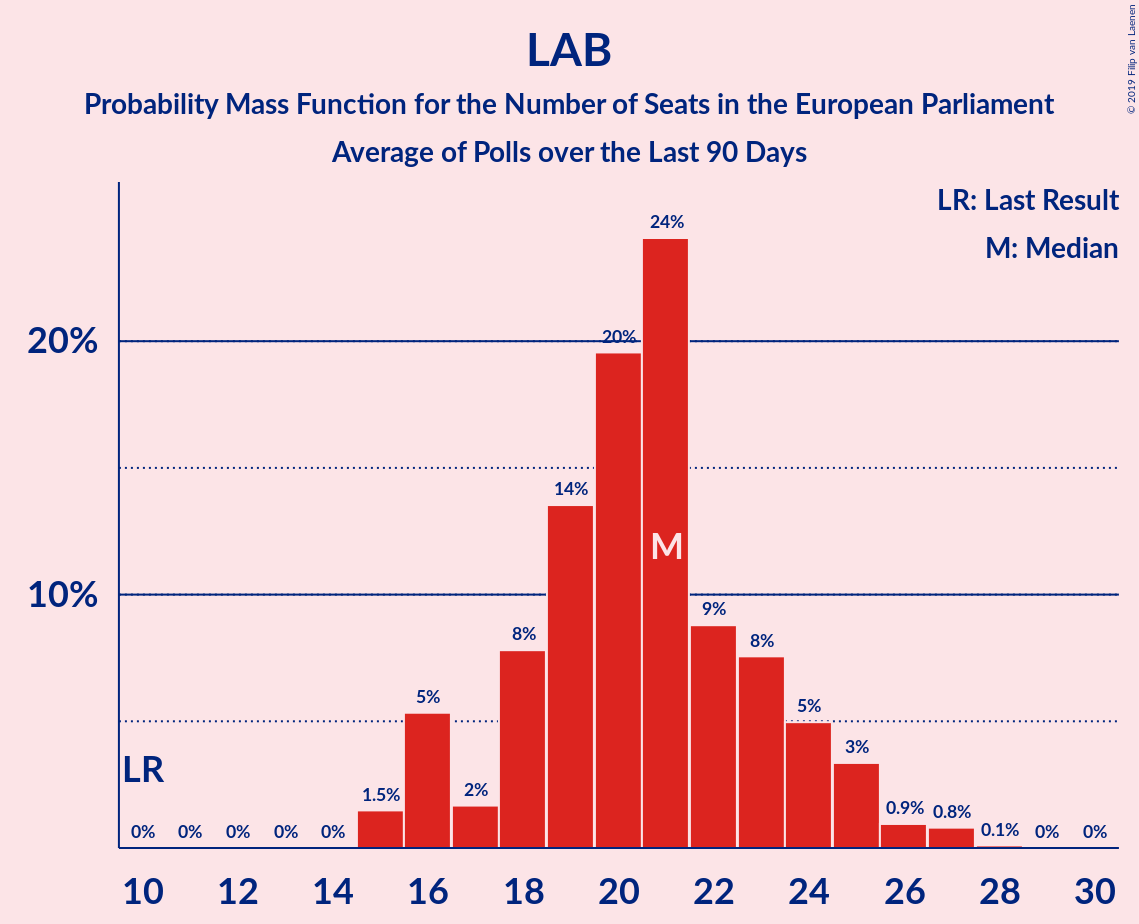 LAB
Probability Mass Function for the Number of Seats in the European Parliament
Average of Polls over the Last 90 Days
© 2019 Filip van Laenen
LR: Last Result
M: Median
24%
20%
20%
14%
M
10%
9%
8%
8%
5%
5%
3%
LR
1.5%
2%
0.9%
0.8%
0.1%
0% 0% 0% 0% 0% 0% 0%
10 12 14 16 18 20 22 24 26 28 30